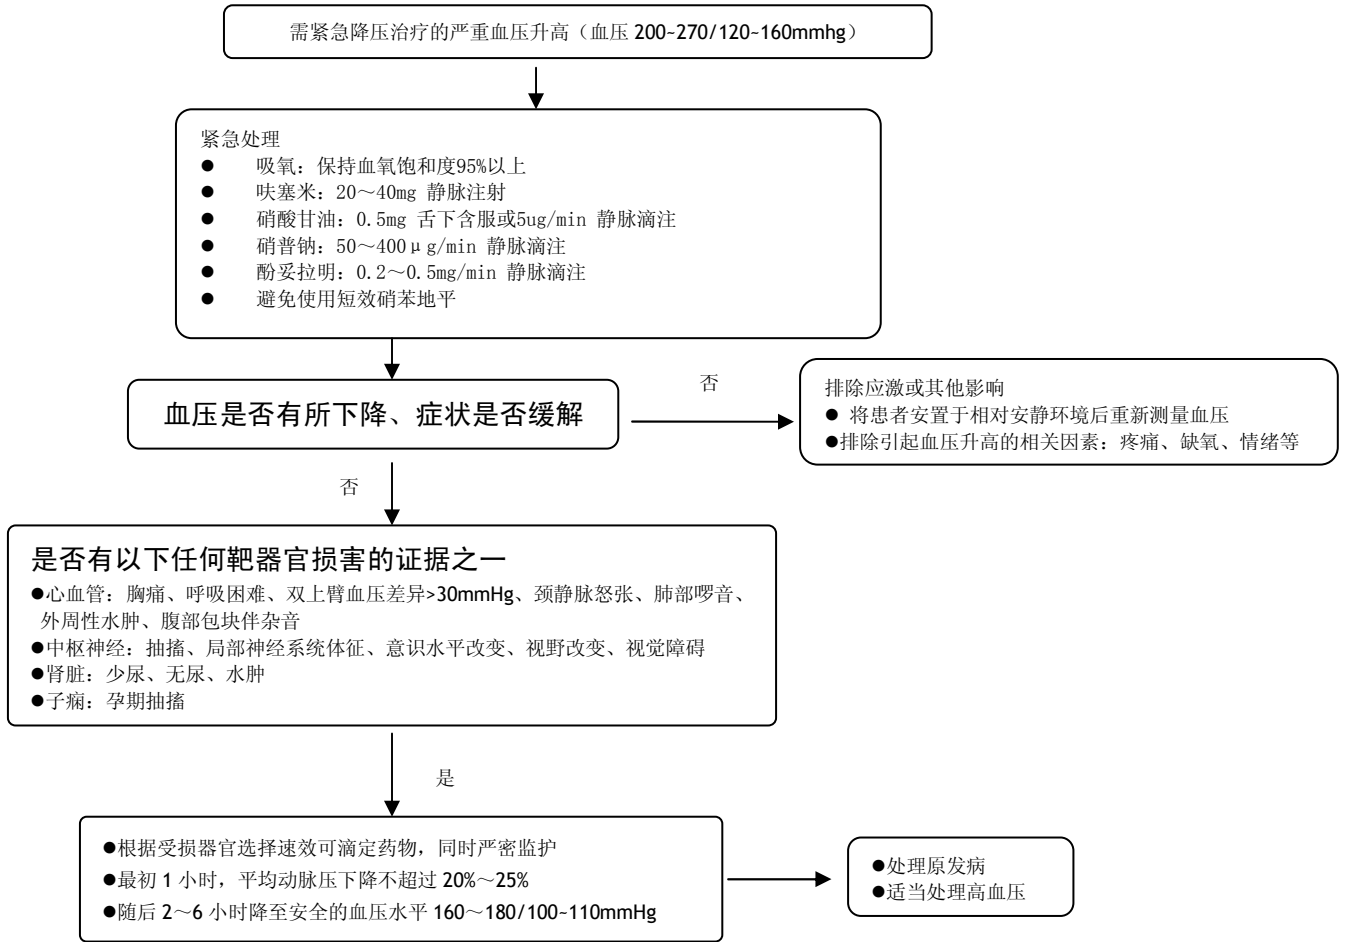 需紧急降压治疗的严重血压升高（血压 200~270/120~160mmhg）
紧急处理
● 吸氧：保持血氧饱和度95%以上
● 呋塞米：20～40mg 静脉注射
● 硝酸甘油：0.5mg 舌下含服或5ug/min 静脉滴注
● 硝普钠：50～400μg/min 静脉滴注
● 酚妥拉明：0.2～0.5mg/min 静脉滴注
● 避免使用短效硝苯地平
血压是否有所下降、症状是否缓解
否
排除应激或其他影响
● 将患者安置于相对安静环境后重新测量血压
●排除引起血压升高的相关因素：疼痛、缺氧、情绪等
否
是否有以下任何靶器官损害的证据之一
●心血管：胸痛、呼吸困难、双上臂血压差异>30mmHg、颈静脉怒张、肺部啰音、
外周性水肿、腹部包块伴杂音
●中枢神经：抽搐、局部神经系统体征、意识水平改变、视野改变、视觉障碍
●肾脏：少尿、无尿、水肿
●子痫：孕期抽搐
是
●根据受损器官选择速效可滴定药物，同时严密监护
●最初 1 小时，平均动脉压下降不超过 20%～25%
●随后 2～6 小时降至安全的血压水平 160～180/100~110mmHg
●处理原发病
●适当处理高血压